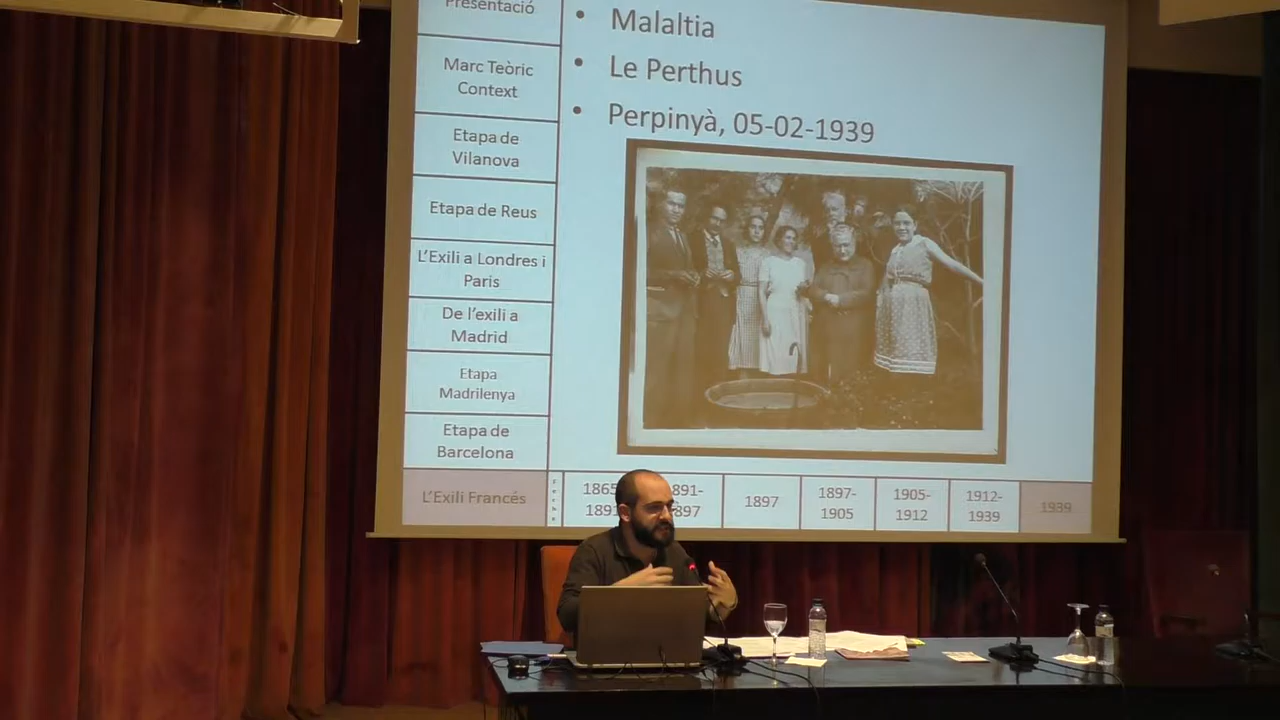 Presentació
Marc Teòric
Context
Etapa de
Vilanova
Etapa de Reus
L'Exili a Londres i
Paris
De l'exili a
Madrid
Etapa
Madrilenya
Etapa de
Barcelona
L'Exili Francés
• Malaltia
• Le Perthus
• Perpinyà, 05-02-1939
1865
1891
891-
897
1897
1897-
1905
1905-
1912
1912-
1939
1939